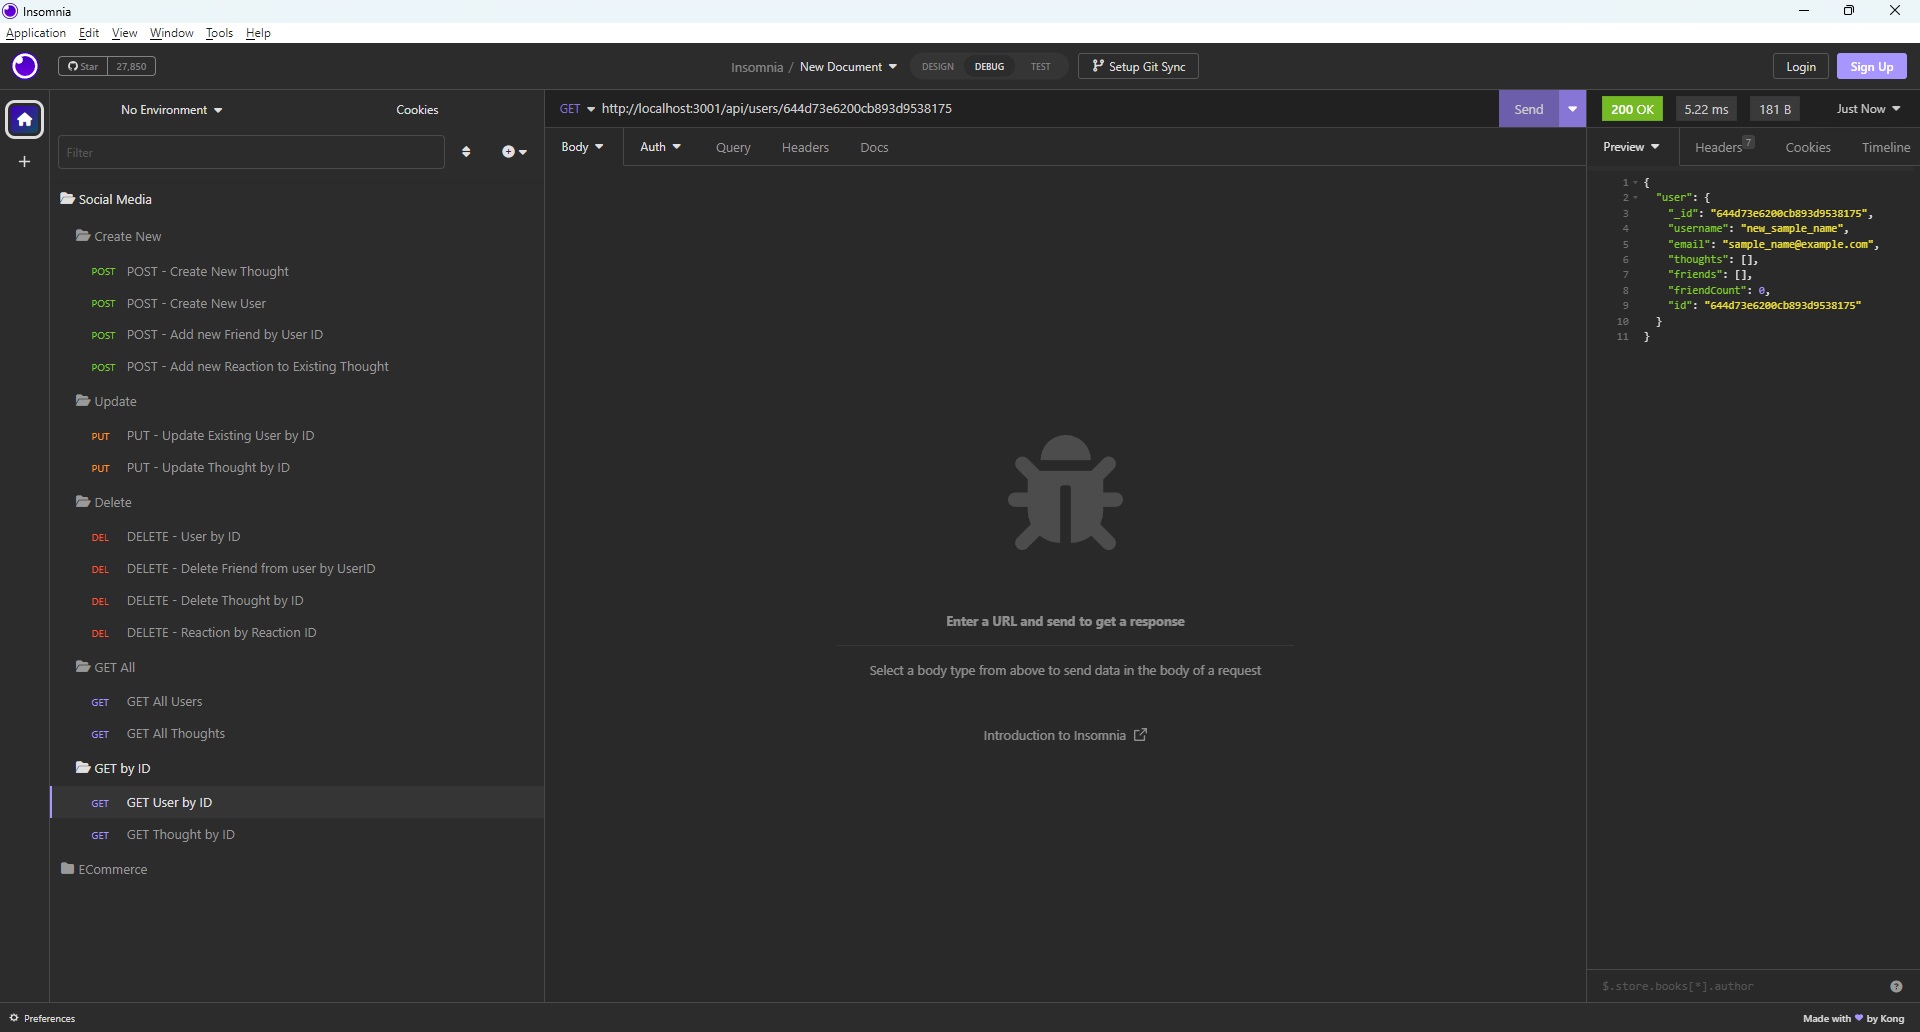 Insomnia
Application Edit View Window Tools Help
Star 27,850
Insomnia / New Document
DESIGN DEBUG TEST
Setup Git Sync
Login Sign Up
No Environment Cookies
Filter
Social Media
Create New
POST POST - Create New Thought
POST POST - Create New User
POST POST - Add new Friend by User ID
POST POST - Add new Reaction to Existing Thought
Update
PUT PUT - Update Existing User by ID
PUT PUT - Update Thought by ID
Delete
DEL DELETE - User by ID
DEL DELETE - Delete Friend from user by UserID
DEL DELETE - Delete Thought by ID
DEL DELETE - Reaction by Reaction ID
GET All
GET GET All Users
GET GET All Thoughts
GET by ID
GET GET User by ID
GET GET Thought by ID
ECommerce
GET http://localhost:3001/api/users/644d73e6200cb893d9538175 Send
Body Auth Query Headers Docs
Enter a URL and send to get a response
Select a body type from above to send data in the body of a request
Introduction to Insomnia
200 OK 5.22 ms 181 B Just Now
Preview Headers 7 Cookies Timeline
1 {
2 "user": {
3 "_id": "644d73e6200cb893d9538175",
4 "username": "new_sample_name",
5 "email": "sample_name@example.com",
6 "thoughts": [],
7 "friends": [],
8 "friendCount": 0,
9 "id": "644d73e6200cb893d9538175"
10 }
11 }
$.store.books[*].author
Preferences
Made with ♥ by Kong